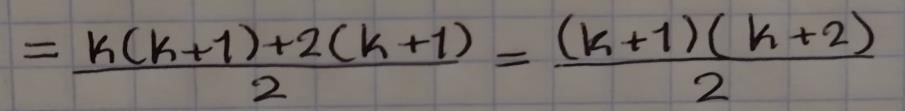 = k(k+1)+2(k+1)/2 = (k+1)(k+2)/2